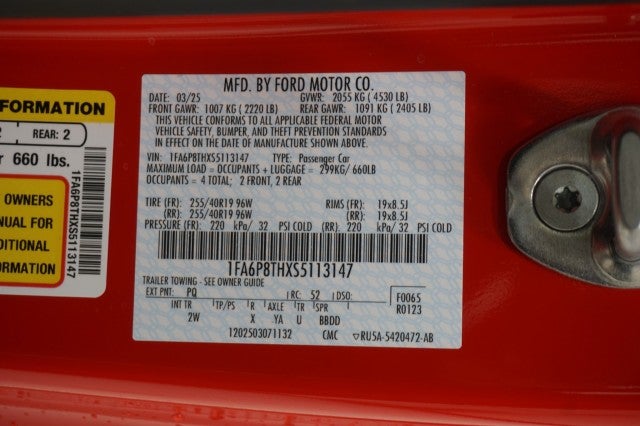 FORMATION
2 REAR: 2
660 lbs.
OWNERS
MANUAL FOR
DITIONAL
FORMATION
1FA6P8THXS5113147
MFD. BY FORD MOTOR CO.
DATE: 03/25 GVWR: 2055 KG ( 4530 LB)
FRONT GAWR: 1007 KG ( 2220 LB) REAR GAWR: 1091 KG ( 2405 LB)
THIS VEHICLE CONFORMS TO ALL APPLICABLE FEDERAL MOTOR
VEHICLE SAFETY, BUMPER, AND THEFT PREVENTION STANDARDS
IN EFFECT ON THE DATE OF MANUFACTURE SHOWN ABOVE.
VIN: 1FA6P8THXS5113147 TYPE: Passenger Car
MAXIMUM LOAD = OCCUPANTS + LUGGAGE = 299KG/ 660LB
OCCUPANTS = 4 TOTAL; 2 FRONT, 2 REAR
TIRE (FR): 255/40R19 96W RIMS (FR): 19x8.5J
(RR): 255/40R19 96W (RR): 19x8.5J
PRESSURE (FR): 220 kPa/ 32 PSI COLD (RR): 220 kPa/ 32 PSI COLD
1FA6P8THXS5113147
TRAILER TOWING - SEE OWNER GUIDE
EXT PNT: PQ RC: 52 DSO: F0065
INT TR TP/PS R AXLE TR SPR R0123
2W X YA U BBDD
1202503071132 CMC RU5A-5420472-AB